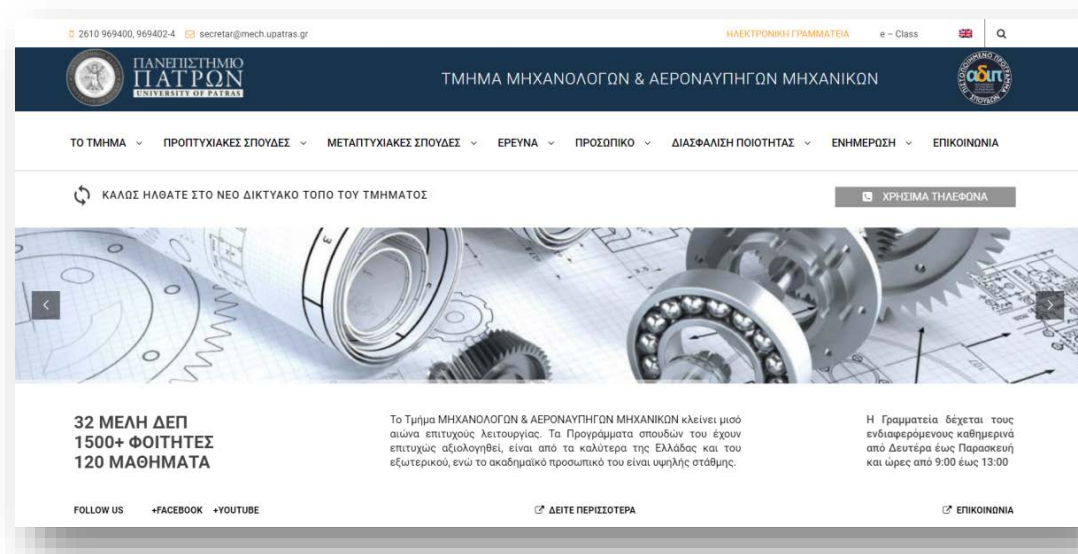 2610 969400, 969402-4 secretar@mech.upatras.gr ΗΛΕΚΤΡΟΝΙΚΗ ΓΡΑΜΜΑΤΕΙΑ e – Class
ΠΑΝΕΠΙΣΤΗΜΙΟ
ΠΑΤΡΩΝ
UNIVERSITY OF PATRAS
ΤΜΗΜΑ ΜΗΧΑΝΟΛΟΓΩΝ & ΑΕΡΟΝΑΥΠΗΓΩΝ ΜΗΧΑΝΙΚΩΝ
ΠΙΣΤΟΠΟΙΗΜΕΝΟ ΠΡΟΓΡΑΜΜΑ ΣΠΟΥΔΩΝ
αδιπ
ΤΟ ΤΜΗΜΑ ΠΡΟΠΤΥΧΙΑΚΕΣ ΣΠΟΥΔΕΣ ΜΕΤΑΠΤΥΧΙΑΚΕΣ ΣΠΟΥΔΕΣ ΕΡΕΥΝΑ ΠΡΟΣΩΠΙΚΟ ΔΙΑΣΦΑΛΙΣΗ ΠΟΙΟΤΗΤΑΣ ΕΝΗΜΕΡΩΣΗ ΕΠΙΚΟΙΝΩΝΙΑ
ΚΑΛΩΣ ΗΛΘΑΤΕ ΣΤΟ ΝΕΟ ΔΙΚΤΥΑΚΟ ΤΟΠΟ ΤΟΥ ΤΜΗΜΑΤΟΣ
ΧΡΗΣΙΜΑ ΤΗΛΕΦΩΝΑ
32 ΜΕΛΗ ΔΕΠ
1500+ ΦΟΙΤΗΤΕΣ
120 ΜΑΘΗΜΑΤΑ
Το Τμήμα ΜΗΧΑΝΟΛΟΓΩΝ & ΑΕΡΟΝΑΥΠΗΓΩΝ ΜΗΧΑΝΙΚΩΝ κλείνει μισό
αιώνα επιτυχούς λειτουργίας. Τα Προγράμματα σπουδών του έχουν
επιτυχώς αξιολογηθεί, είναι από τα καλύτερα της Ελλάδας και του
εξωτερικού, ενώ το ακαδημαϊκό προσωπικό του είναι υψηλής στάθμης.
Η Γραμματεία δέχεται τους
ενδιαφερόμενους καθημερινά
από Δευτέρα έως Παρασκευή
και ώρες από 9:00 έως 13:00
FOLLOW US +FACEBOOK +YOUTUBE
ΔΕΙΤΕ ΠΕΡΙΣΣΟΤΕΡΑ
ΕΠΙΚΟΙΝΩΝΙΑ